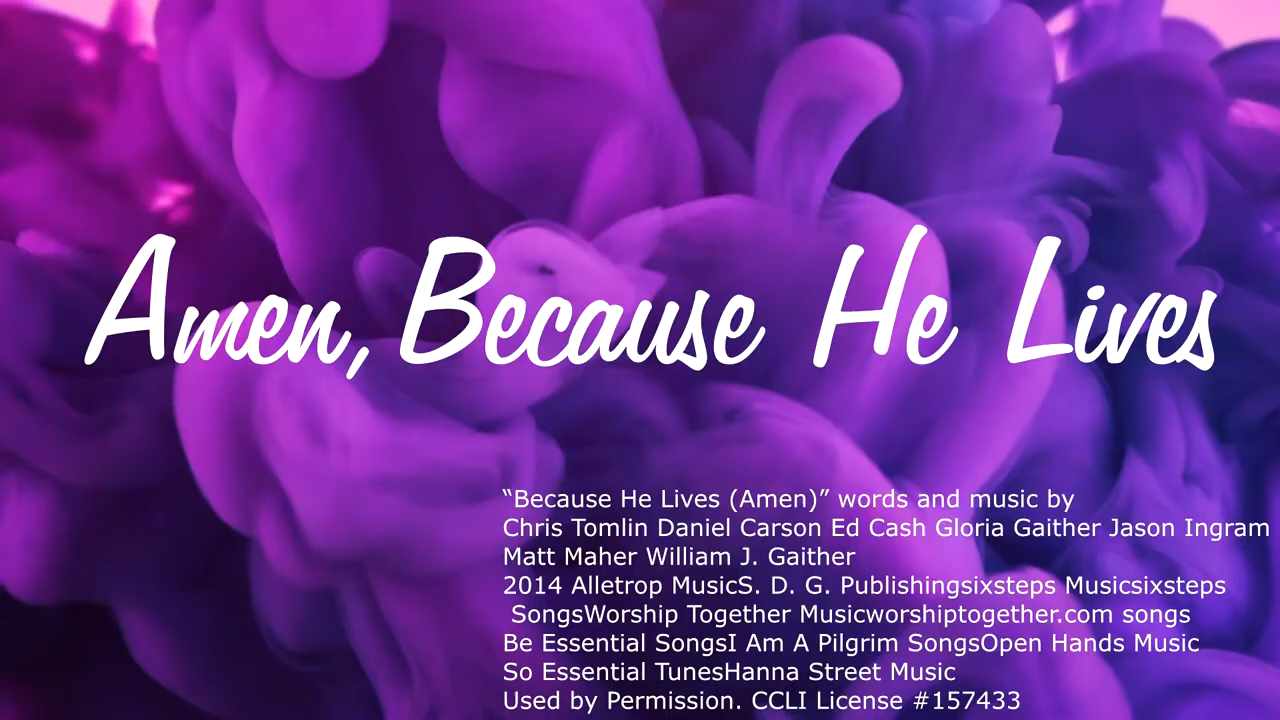 Amen, Because He Lives
“Because He Lives (Amen)” words and music by
Chris Tomlin Daniel Carson Ed Cash Gloria Gaither Jason Ingram
Matt Maher William J. Gaither
2014 Alletrop MusicS. D. G. Publishingsixsteps Musicsixsteps
SongsWorship Together Musicworshiptogether.com songs
Be Essential SongsI Am A Pilgrim SongsOpen Hands Music
So Essential TunesHanna Street Music
Used by Permission. CCLI License #157433